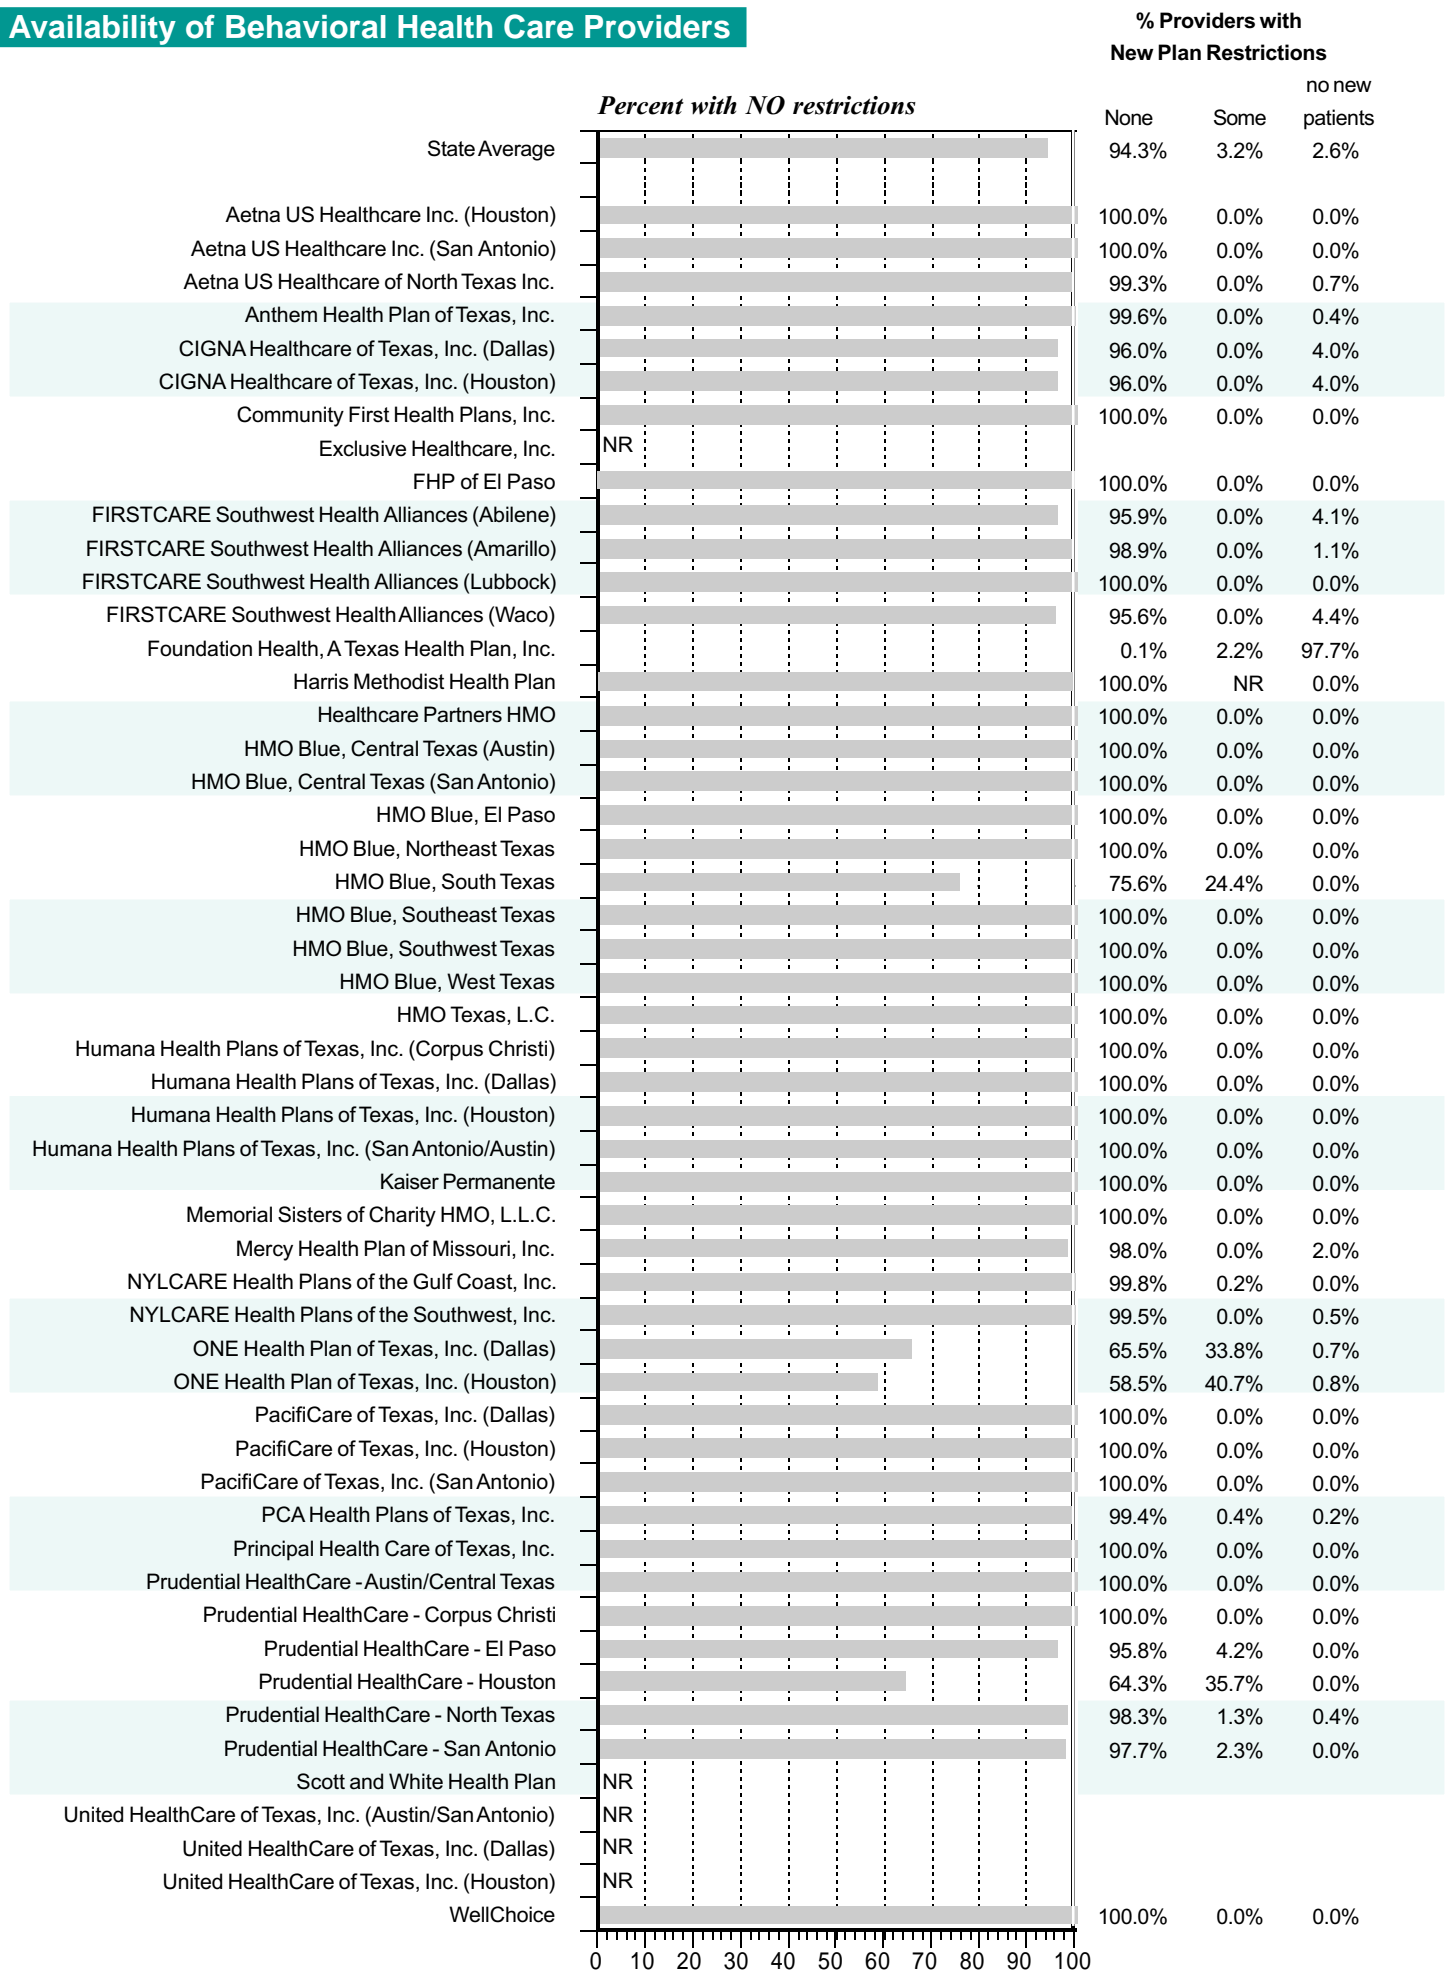 Availability of Behavioral Health Care Providers
% Providers with
New Plan Restrictions
no new
Percent with NO restrictions
None Some patients
State Average 94.3% 3.2% 2.6%
Aetna US Healthcare Inc. (Houston) 100.0% 0.0% 0.0%
Aetna US Healthcare Inc. (San Antonio) 100.0% 0.0% 0.0%
Aetna US Healthcare of North Texas Inc. 99.3% 0.0% 0.7%
Anthem Health Plan of Texas, Inc. 99.6% 0.0% 0.4%
CIGNA Healthcare of Texas, Inc. (Dallas) 96.0% 0.0% 4.0%
CIGNA Healthcare of Texas, Inc. (Houston) 96.0% 0.0% 4.0%
Community First Health Plans, Inc. 100.0% 0.0% 0.0%
Exclusive Healthcare, Inc. NR
FHP of El Paso 100.0% 0.0% 0.0%
FIRSTCARE Southwest Health Alliances (Abilene) 95.9% 0.0% 4.1%
FIRSTCARE Southwest Health Alliances (Amarillo) 98.9% 0.0% 1.1%
FIRSTCARE Southwest Health Alliances (Lubbock) 100.0% 0.0% 0.0%
FIRSTCARE Southwest Health Alliances (Waco) 95.6% 0.0% 4.4%
Foundation Health, A Texas Health Plan, Inc. 0.1% 2.2% 97.7%
Harris Methodist Health Plan 100.0% NR 0.0%
Healthcare Partners HMO 100.0% 0.0% 0.0%
HMO Blue, Central Texas (Austin) 100.0% 0.0% 0.0%
HMO Blue, Central Texas (San Antonio) 100.0% 0.0% 0.0%
HMO Blue, El Paso 100.0% 0.0% 0.0%
HMO Blue, Northeast Texas 100.0% 0.0% 0.0%
HMO Blue, South Texas 75.6% 24.4% 0.0%
HMO Blue, Southeast Texas 100.0% 0.0% 0.0%
HMO Blue, Southwest Texas 100.0% 0.0% 0.0%
HMO Blue, West Texas 100.0% 0.0% 0.0%
HMO Texas, L.C. 100.0% 0.0% 0.0%
Humana Health Plans of Texas, Inc. (Corpus Christi) 100.0% 0.0% 0.0%
Humana Health Plans of Texas, Inc. (Dallas) 100.0% 0.0% 0.0%
Humana Health Plans of Texas, Inc. (Houston) 100.0% 0.0% 0.0%
Humana Health Plans of Texas, Inc. (San Antonio/Austin) 100.0% 0.0% 0.0%
Kaiser Permanente 100.0% 0.0% 0.0%
Memorial Sisters of Charity HMO, L.L.C. 100.0% 0.0% 0.0%
Mercy Health Plan of Missouri, Inc. 98.0% 0.0% 2.0%
NYLCARE Health Plans of the Gulf Coast, Inc. 99.8% 0.2% 0.0%
NYLCARE Health Plans of the Southwest, Inc. 99.5% 0.0% 0.5%
ONE Health Plan of Texas, Inc. (Dallas) 65.5% 33.8% 0.7%
ONE Health Plan of Texas, Inc. (Houston) 58.5% 40.7% 0.8%
PacifiCare of Texas, Inc. (Dallas) 100.0% 0.0% 0.0%
PacifiCare of Texas, Inc. (Houston) 100.0% 0.0% 0.0%
PacifiCare of Texas, Inc. (San Antonio) 100.0% 0.0% 0.0%
PCA Health Plans of Texas, Inc. 99.4% 0.4% 0.2%
Principal Health Care of Texas, Inc. 100.0% 0.0% 0.0%
Prudential HealthCare - Austin/Central Texas 100.0% 0.0% 0.0%
Prudential HealthCare - Corpus Christi 100.0% 0.0% 0.0%
Prudential HealthCare - El Paso 95.8% 4.2% 0.0%
Prudential HealthCare - Houston 64.3% 35.7% 0.0%
Prudential HealthCare - North Texas 98.3% 1.3% 0.4%
Prudential HealthCare - San Antonio 97.7% 2.3% 0.0%
Scott and White Health Plan NR
United HealthCare of Texas, Inc. (Austin/San Antonio) NR
United HealthCare of Texas, Inc. (Dallas) NR
United HealthCare of Texas, Inc. (Houston) NR
WellChoice 100.0% 0.0% 0.0%
0 10 20 30 40 50 60 70 80 90 100